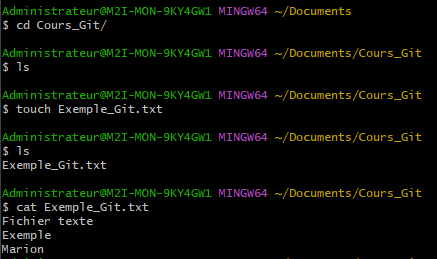 Administrateur@M2I-MON-9KY4GW1 MINGW64 ~/Documents
$ cd Cours_Git/
Administrateur@M2I-MON-9KY4GW1 MINGW64 ~/Documents/Cours_Git
$ ls
Administrateur@M2I-MON-9KY4GW1 MINGW64 ~/Documents/Cours_Git
$ touch Exemple_Git.txt
Administrateur@M2I-MON-9KY4GW1 MINGW64 ~/Documents/Cours_Git
$ ls
Exemple_Git.txt
Administrateur@M2I-MON-9KY4GW1 MINGW64 ~/Documents/Cours_Git
$ cat Exemple_Git.txt
Fichier texte
Exemple
Marion